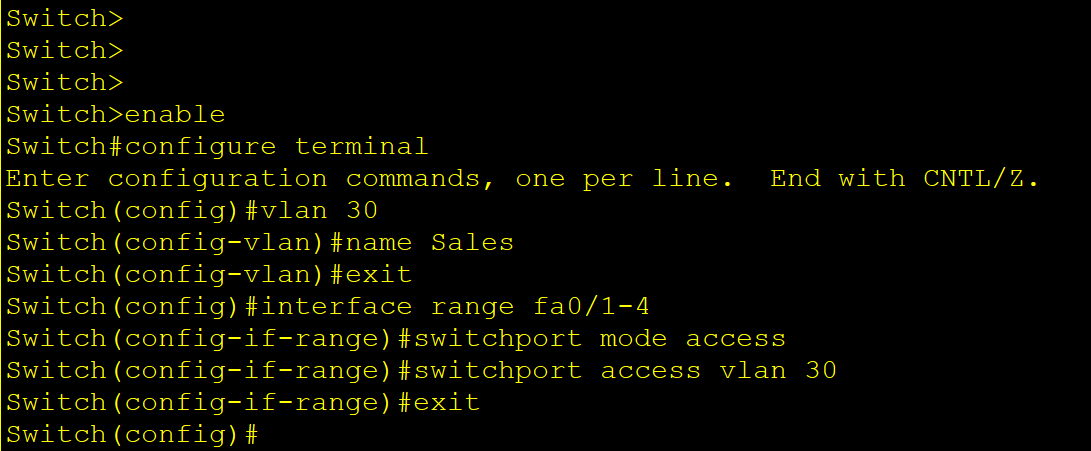 Switch>
Switch>
Switch>
Switch>enable
Switch#configure terminal
Enter configuration commands, one per line.  End with CNTL/Z.
Switch(config)#vlan 30
Switch(config-vlan)#name Sales
Switch(config-vlan)#exit
Switch(config)#interface range fa0/1-4
Switch(config-if-range)#switchport mode access
Switch(config-if-range)#switchport access vlan 30
Switch(config-if-range)#exit
Switch(config)#